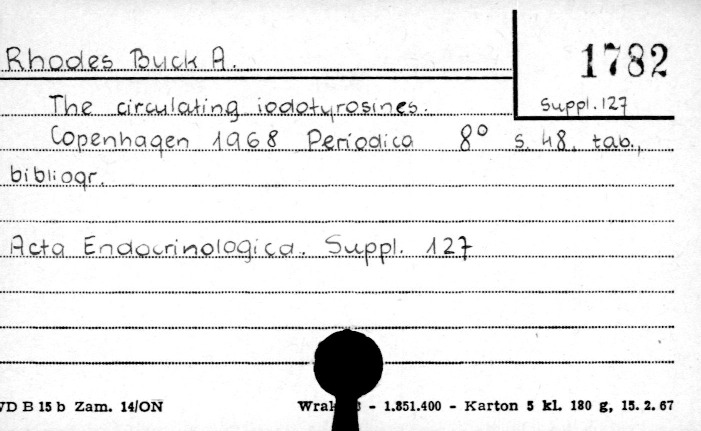 Rhodes Buck A.
1782
Suppl. 127
The circulating iodotyrosines.
Copenhagen 1968 Periodica 8° s. 48. tab.,
bibliogr.
Acta Endocrinologica. Suppl. 127
WD B 15 b Zam. 14/ON
- 1.851.400 - Karton 5 kl. 180 g, 15. 2. 67